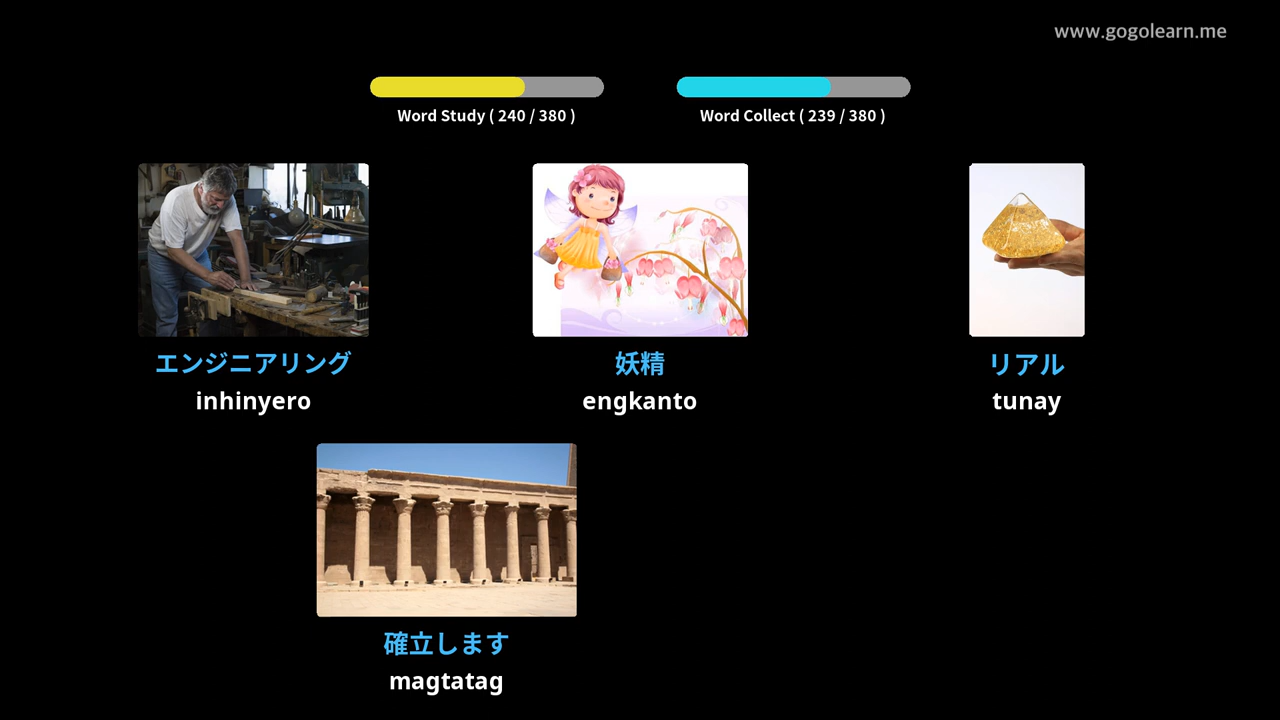 www.gogolearn.me
Word Study ( 240 / 380 )
Word Collect ( 239 / 380 )
エンジニアリング
inhinyero
妖精
engkanto
リアル
tunay
確立します
magtatag